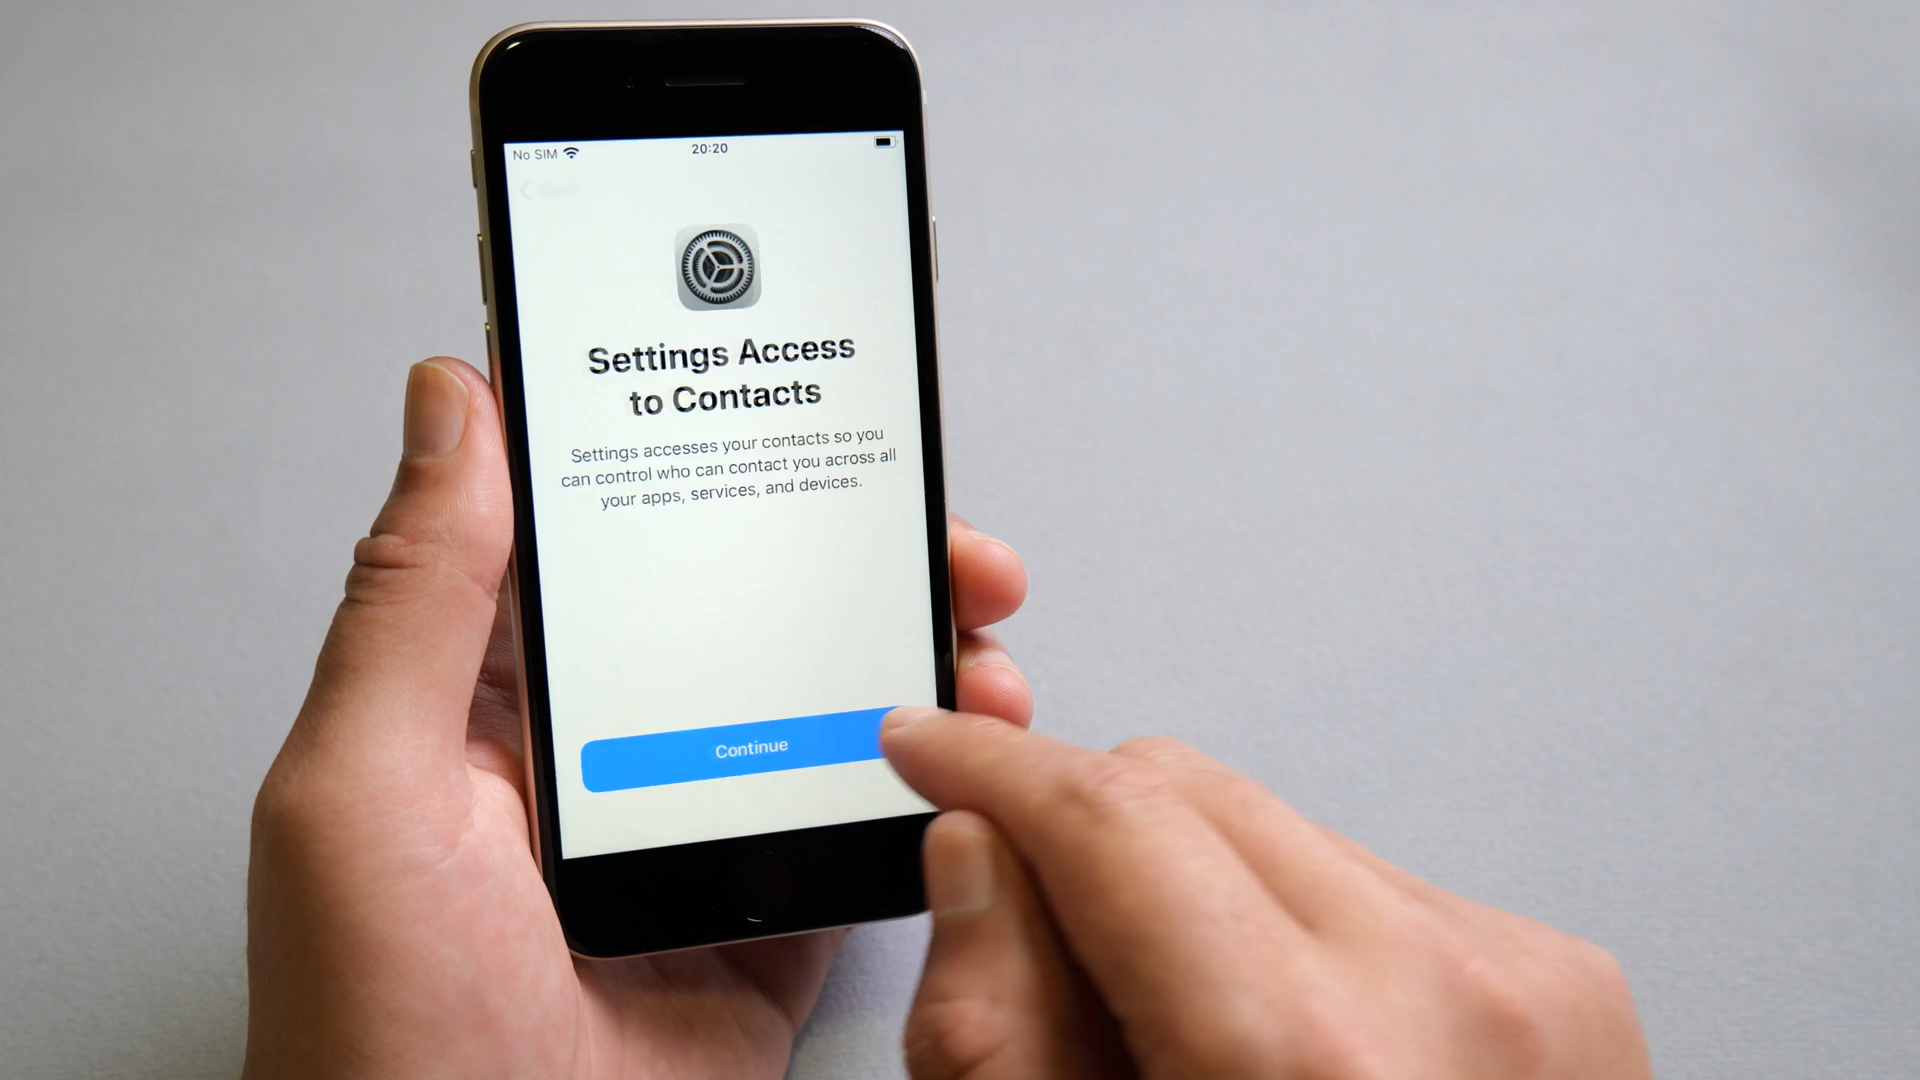 No SIM 20:20
Settings Access
to Contacts
Settings accesses your contacts so you
can control who can contact you across all
your apps, services, and devices.
Continue